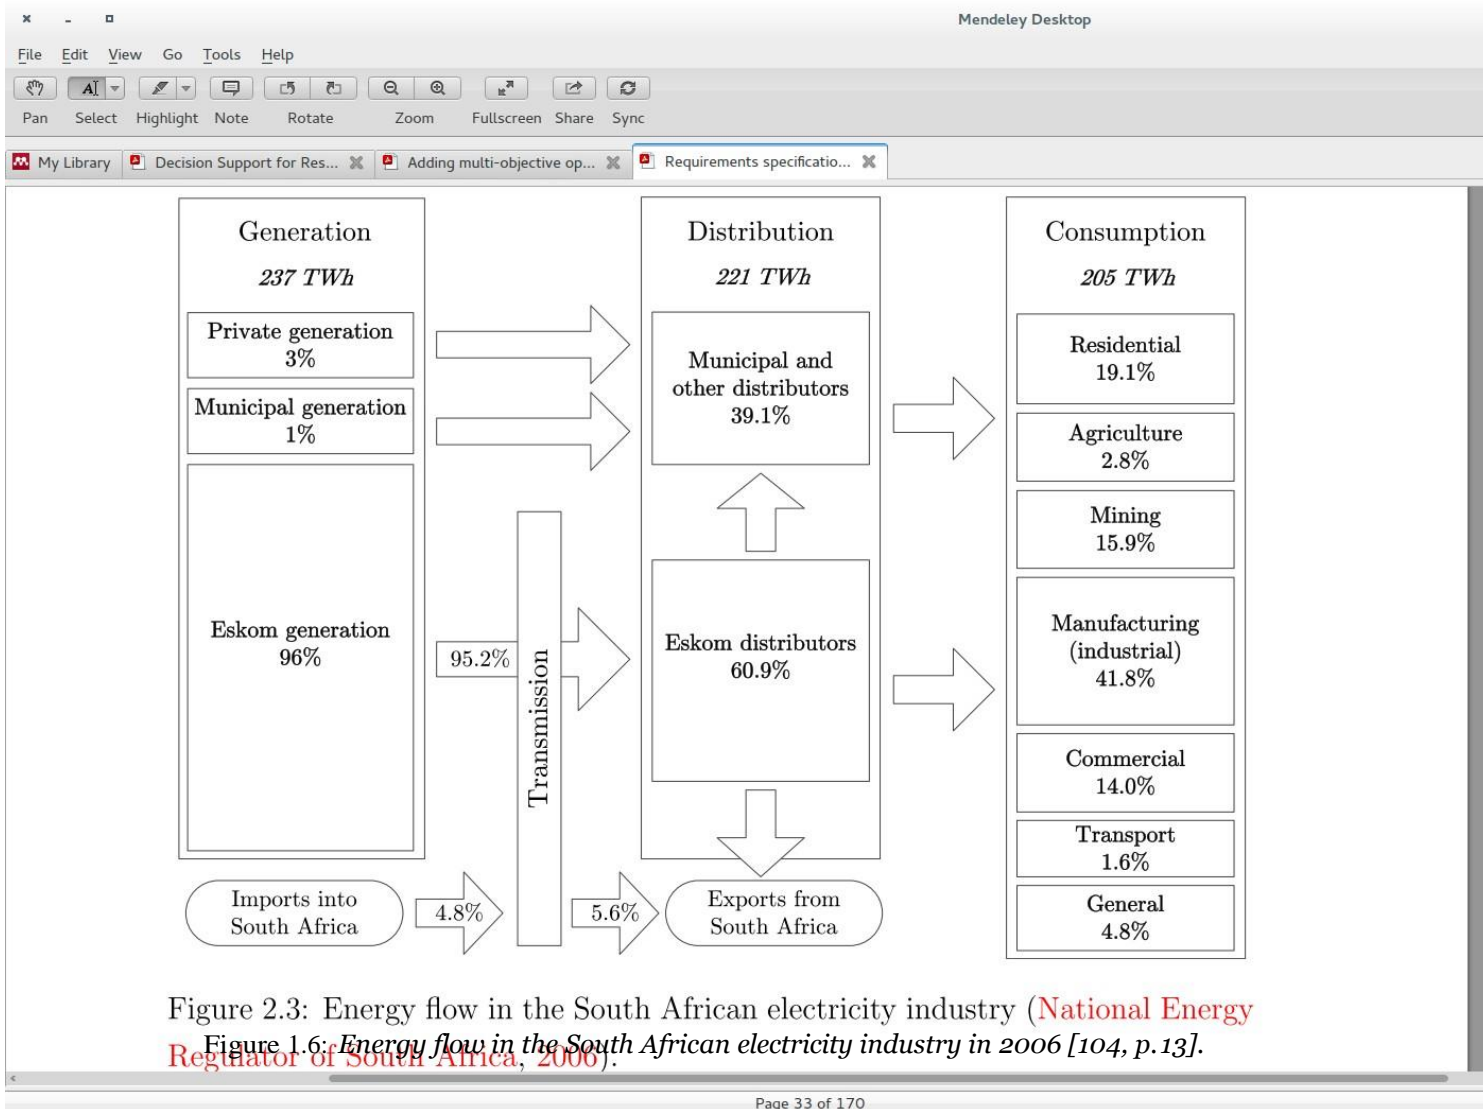 Mendeley Desktop
File Edit View Go Tools Help
Pan Select Highlight Note Rotate Zoom Fullscreen Share Sync
My Library Decision Support for Res... Adding multi-objective op... Requirements specificatio...
Generation
237 TWh
Private generation
3%
Municipal generation
1%
Eskom generation
96%
95.2%
Transmission
Imports into
South Africa
4.8%
5.6%
Distribution
221 TWh
Municipal and
other distributors
39.1%
Eskom distributors
60.9%
Exports from
South Africa
Consumption
205 TWh
Residential
19.1%
Agriculture
2.8%
Mining
15.9%
Manufacturing
(industrial)
41.8%
Commercial
14.0%
Transport
1.6%
General
4.8%
Figure 2.3: Energy flow in the South African electricity industry (National Energy
Regulator of South Africa, 2006).
Figure 1.6: Energy flow in the South African electricity industry in 2006 [104, p.13].
Page 33 of 170